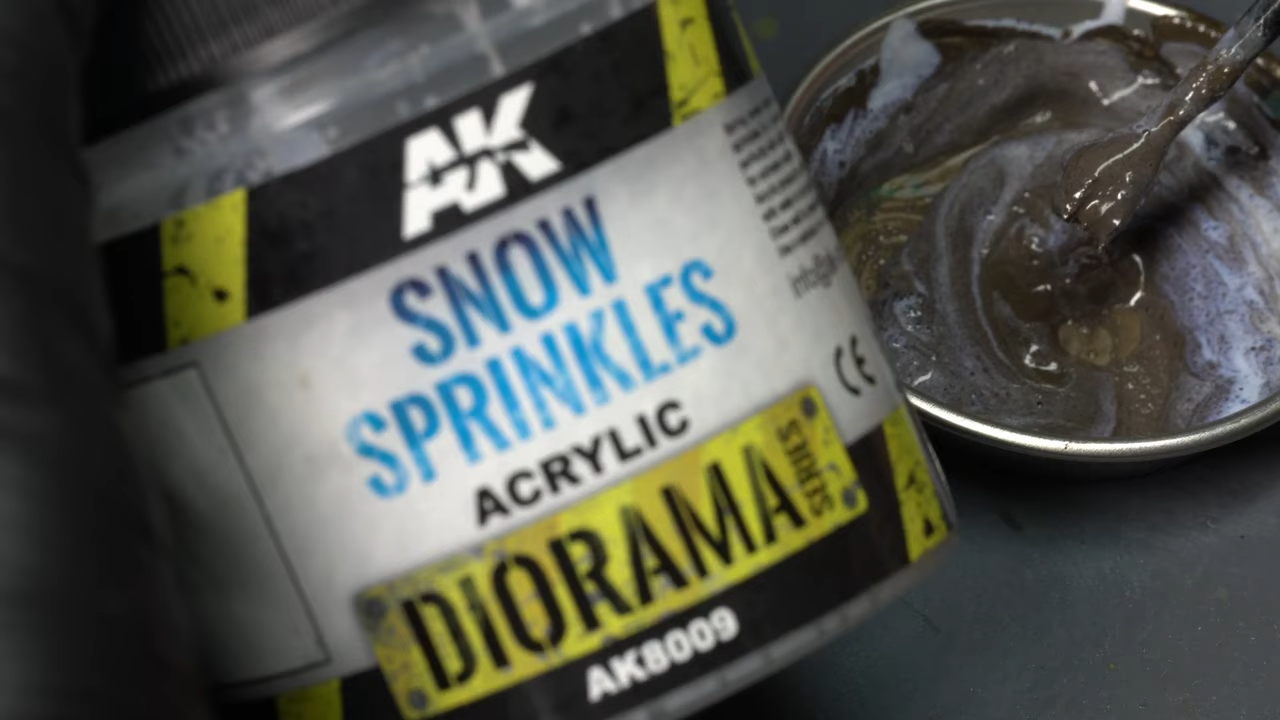 AK
SNOW
SPRINKLES
ACRYLIC
DIORAMA
SERIES
CE
AK8009